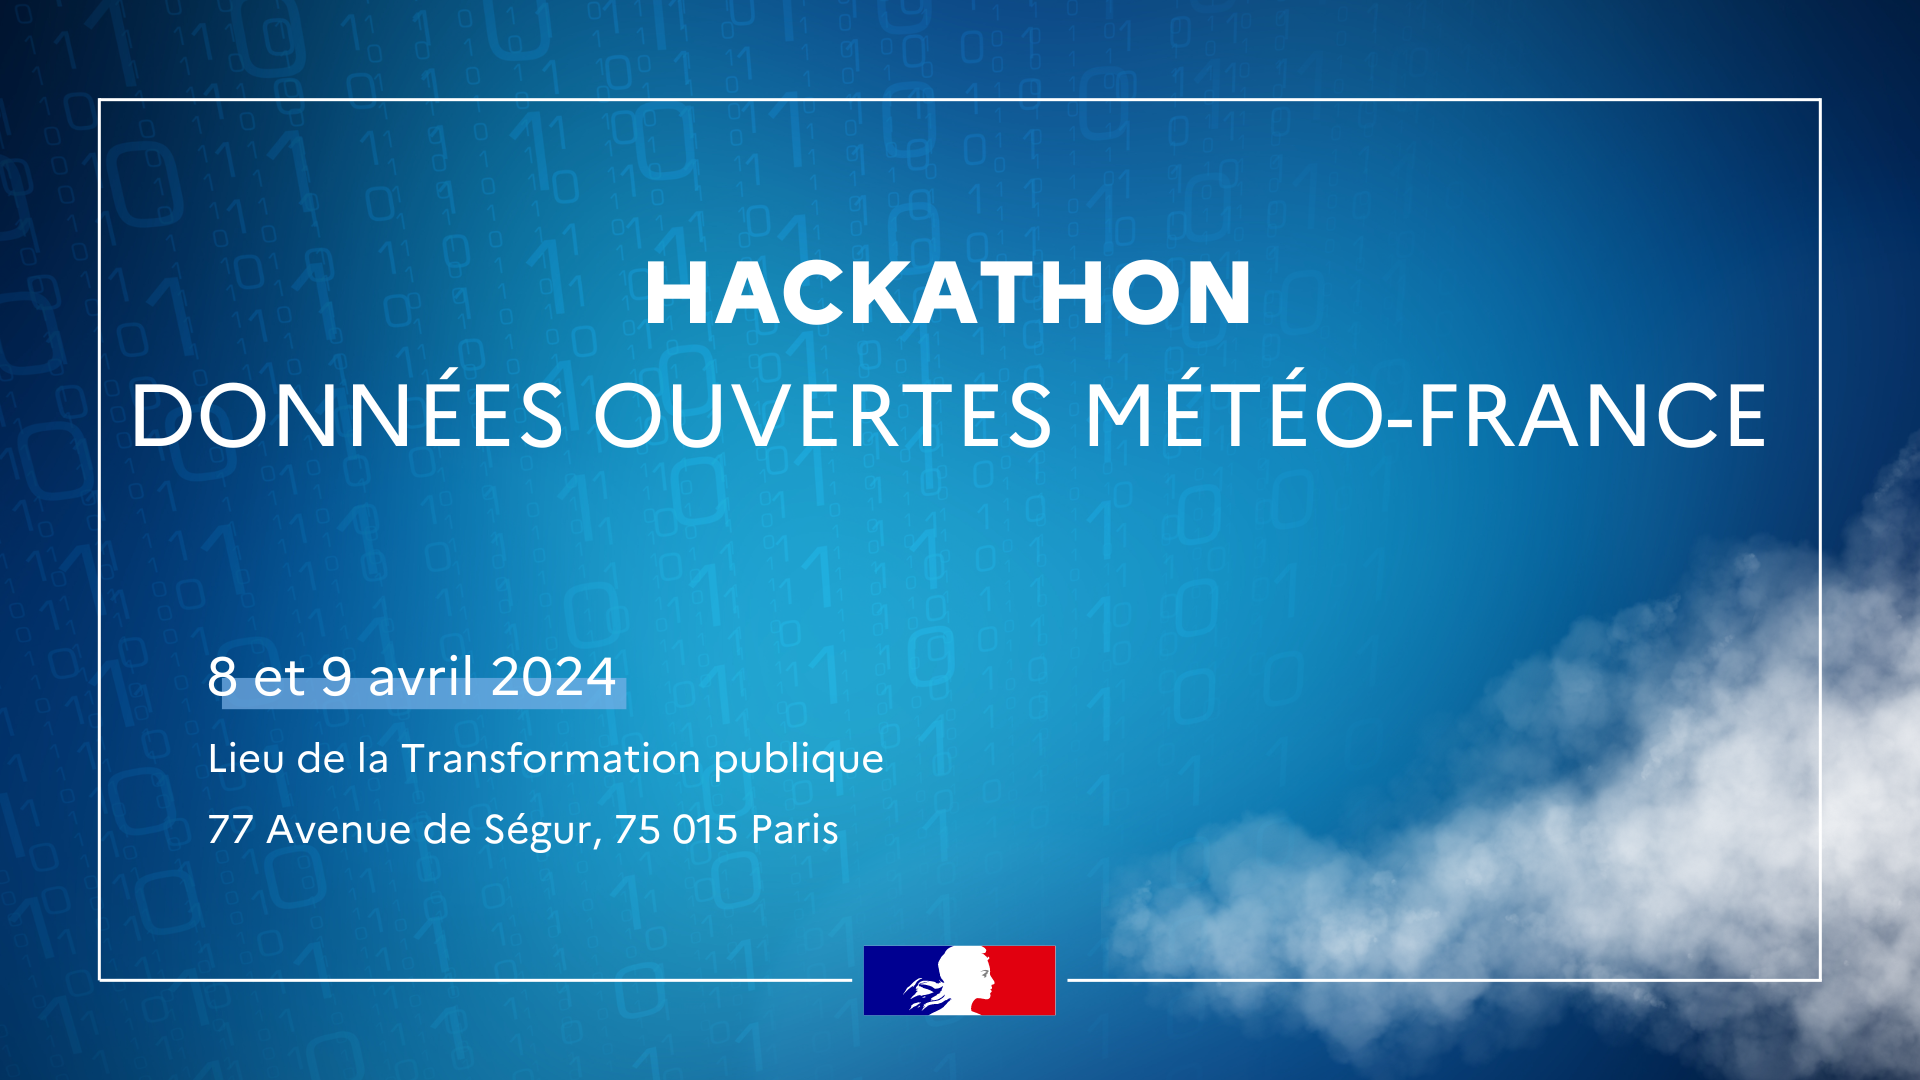 HACKATHON
DONNÉES OUVERTES MÉTÉO-FRANCE
8 et 9 avril 2024
Lieu de la Transformation publique
77 Avenue de Ségur, 75 015 Paris